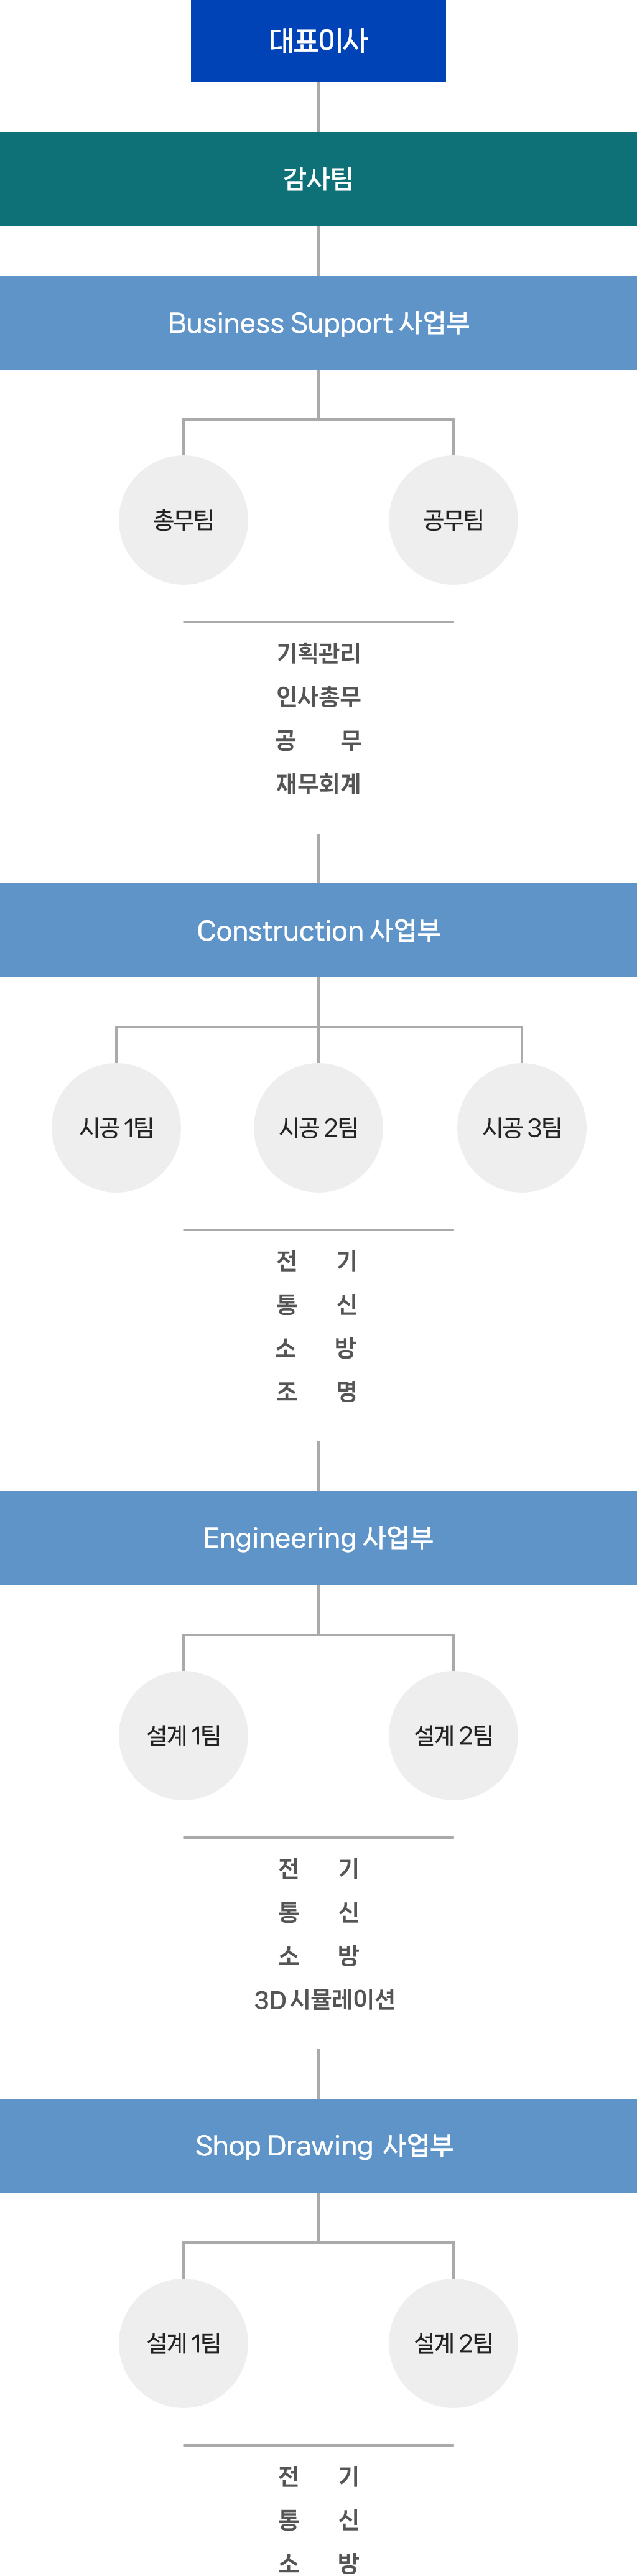 대표이사
감사팀
Business Support 사업부
총무팀 공무팀
기획관리
인사총무
공 무
재무회계
Construction 사업부
시공 1팀 시공 2팀 시공 3팀
전 기
통 신
소 방
조 명
Engineering 사업부
설계 1팀 설계 2팀
전 기
통 신
소 방
3D 시뮬레이션
Shop Drawing 사업부
설계 1팀 설계 2팀
전 기
통 신
소 방